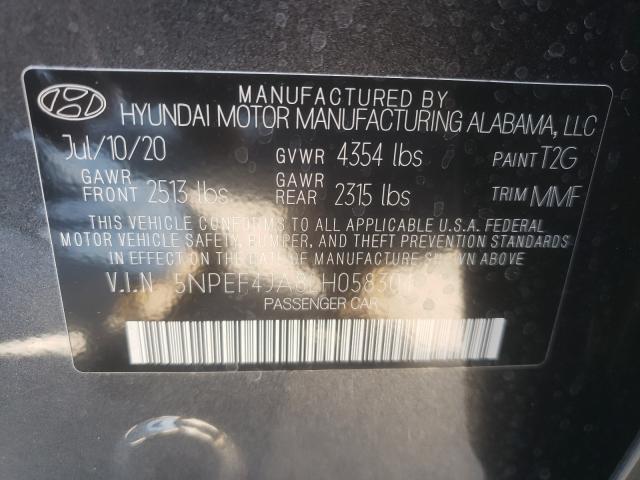 MANUFACTURED BY
HYUNDAI MOTOR MANUFACTURING ALABAMA, LLC
Jul/10/20 GVWR 4354 lbs PAINT T2G
GAWR FRONT 2513 lbs GAWR REAR 2315 lbs TRIM MMF
THIS VEHICLE CONFORMS TO ALL APPLICABLE U.S.A. FEDERAL
MOTOR VEHICLE SAFETY, BUMPER, AND THEFT PREVENTION STANDARDS
IN EFFECT ON THE DATE OF MANUFACTURE SHOWN ABOVE.
V.I.N
PASSENGER CAR